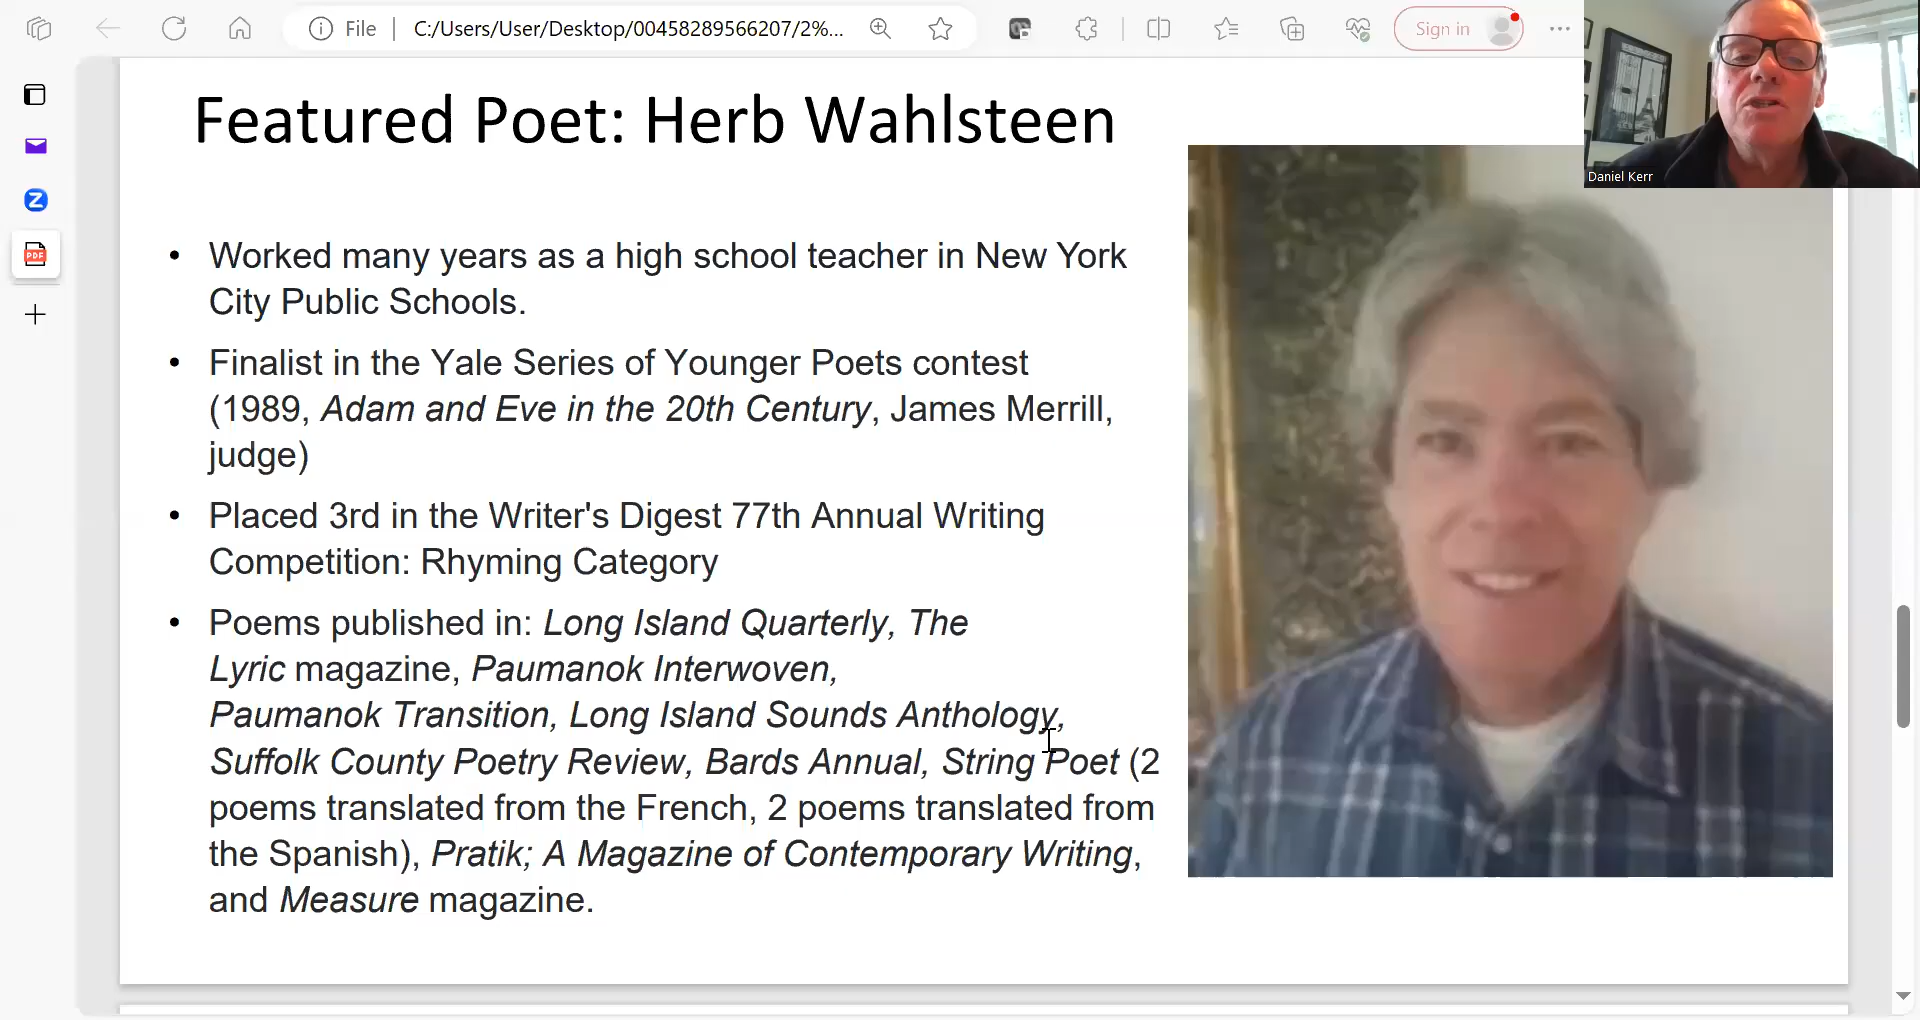 File
C:/Users/User/Desktop/00458289566207/2%...
Sign in
Daniel Kerr
Featured Poet: Herb Wahlsteen
• Worked many years as a high school teacher in New York
City Public Schools.
• Finalist in the Yale Series of Younger Poets contest
(1989, Adam and Eve in the 20th Century, James Merrill,
judge)
• Placed 3rd in the Writer's Digest 77th Annual Writing
Competition: Rhyming Category
• Poems published in: Long Island Quarterly, The
Lyric magazine, Paumanok Interwoven,
Paumanok Transition, Long Island Sounds Anthology,
Suffolk County Poetry Review, Bards Annual, String Poet (2
poems translated from the French, 2 poems translated from
the Spanish), Pratik; A Magazine of Contemporary Writing,
and Measure magazine.
PDF